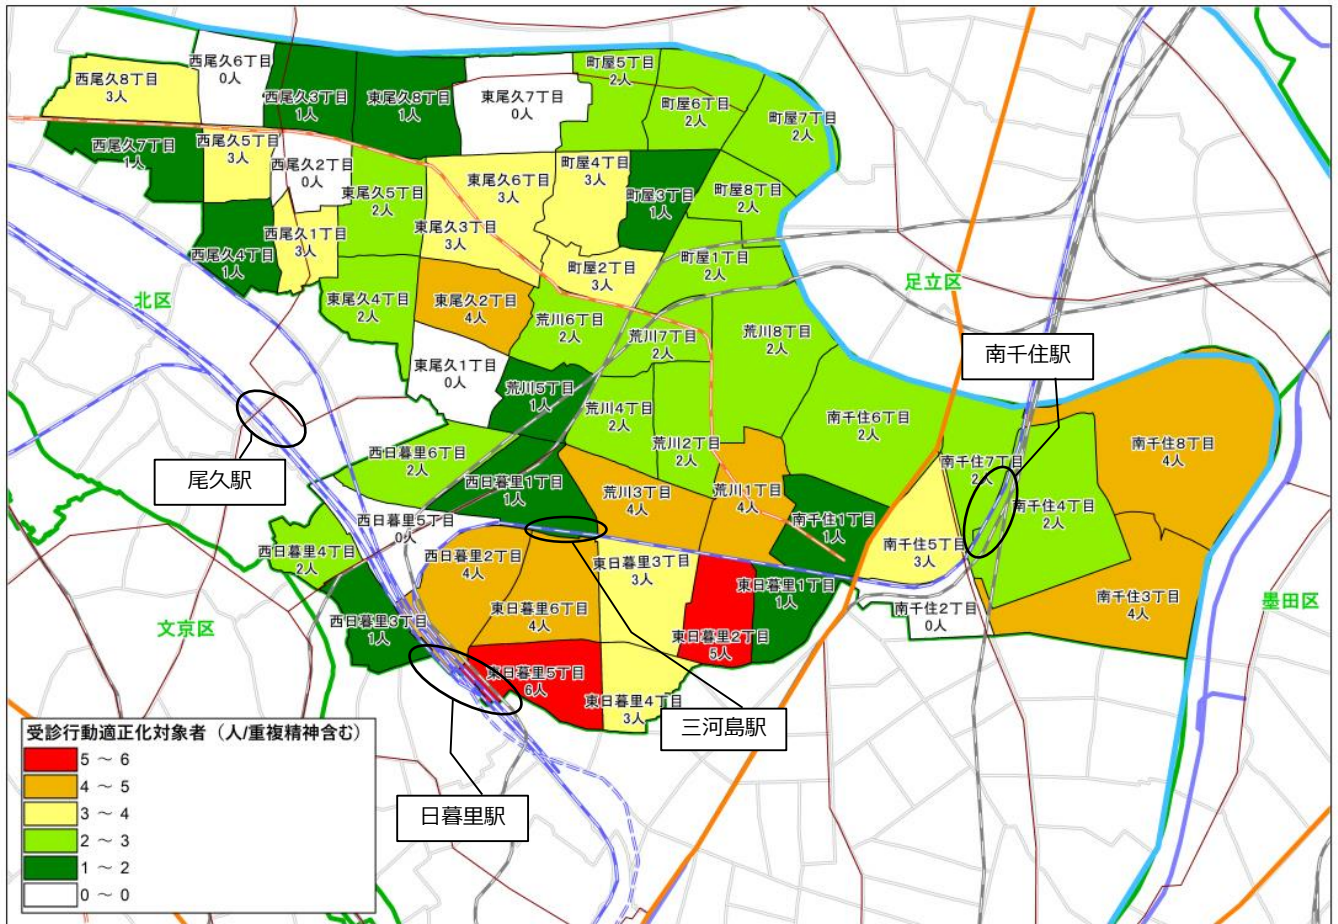 西尾久6丁目
0人
西尾久8丁目
3人
西尾久3丁目
1人
東尾久8丁目
1人
東尾久7丁目
0人
町屋5丁目
2人
町屋6丁目
2人
町屋7丁目
2人
西尾久7丁目
1人
西尾久5丁目
3人
西尾久2丁目
0人
東尾久5丁目
2人
東尾久6丁目
3人
町屋4丁目
3人
町屋3丁目
1人
町屋8丁目
2人
西尾久4丁目
1人
西尾久1丁目
3人
東尾久3丁目
3人
町屋2丁目
3人
町屋1丁目
2人
北区
足立区
東尾久4丁目
2人
東尾久2丁目
4人
荒川6丁目
2人
荒川7丁目
2人
荒川8丁目
2人
南千住駅
東尾久1丁目
0人
荒川5丁目
1人
荒川4丁目
2人
荒川2丁目
2人
南千住6丁目
2人
南千住8丁目
4人
尾久駅
西日暮里6丁目
2人
西日暮里1丁目
1人
荒川3丁目
4人
荒川1丁目
4人
南千住7丁目
2人
南千住4丁目
2人
西日暮里5丁目
0人
南千住1丁目
1人
南千住5丁目
3人
西日暮里4丁目
2人
西日暮里2丁目
4人
東日暮里3丁目
3人
東日暮里1丁目
1人
南千住3丁目
4人
墨田区
文京区
西日暮里3丁目
1人
東日暮里6丁目
4人
東日暮里2丁目
5人
南千住2丁目
0人
東日暮里5丁目
6人
東日暮里4丁目
3人
三河島駅
日暮里駅
受診行動適正化対象者（人/重複精神含む）
5 ～ 6
4 ～ 5
3 ～ 4
2 ～ 3
1 ～ 2
0 ～ 0